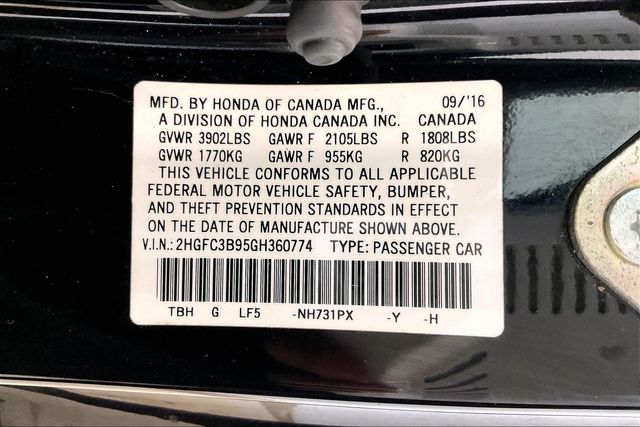 MFD. BY HONDA OF CANADA MFG., 09/'16
A DIVISION OF HONDA CANADA INC. CANADA
GVWR 3902LBS GAWR F 2105LBS R 1808LBS
GVWR 1770KG GAWR F 955KG R 820KG
THIS VEHICLE CONFORMS TO ALL APPLICABLE
FEDERAL MOTOR VEHICLE SAFETY, BUMPER,
AND THEFT PREVENTION STANDARDS IN EFFECT
ON THE DATE OF MANUFACTURE SHOWN ABOVE.
V.I.N.: 2HGFC3B95GH360774 TYPE: PASSENGER CAR
TBH G LF5 -NH731PX -Y -H